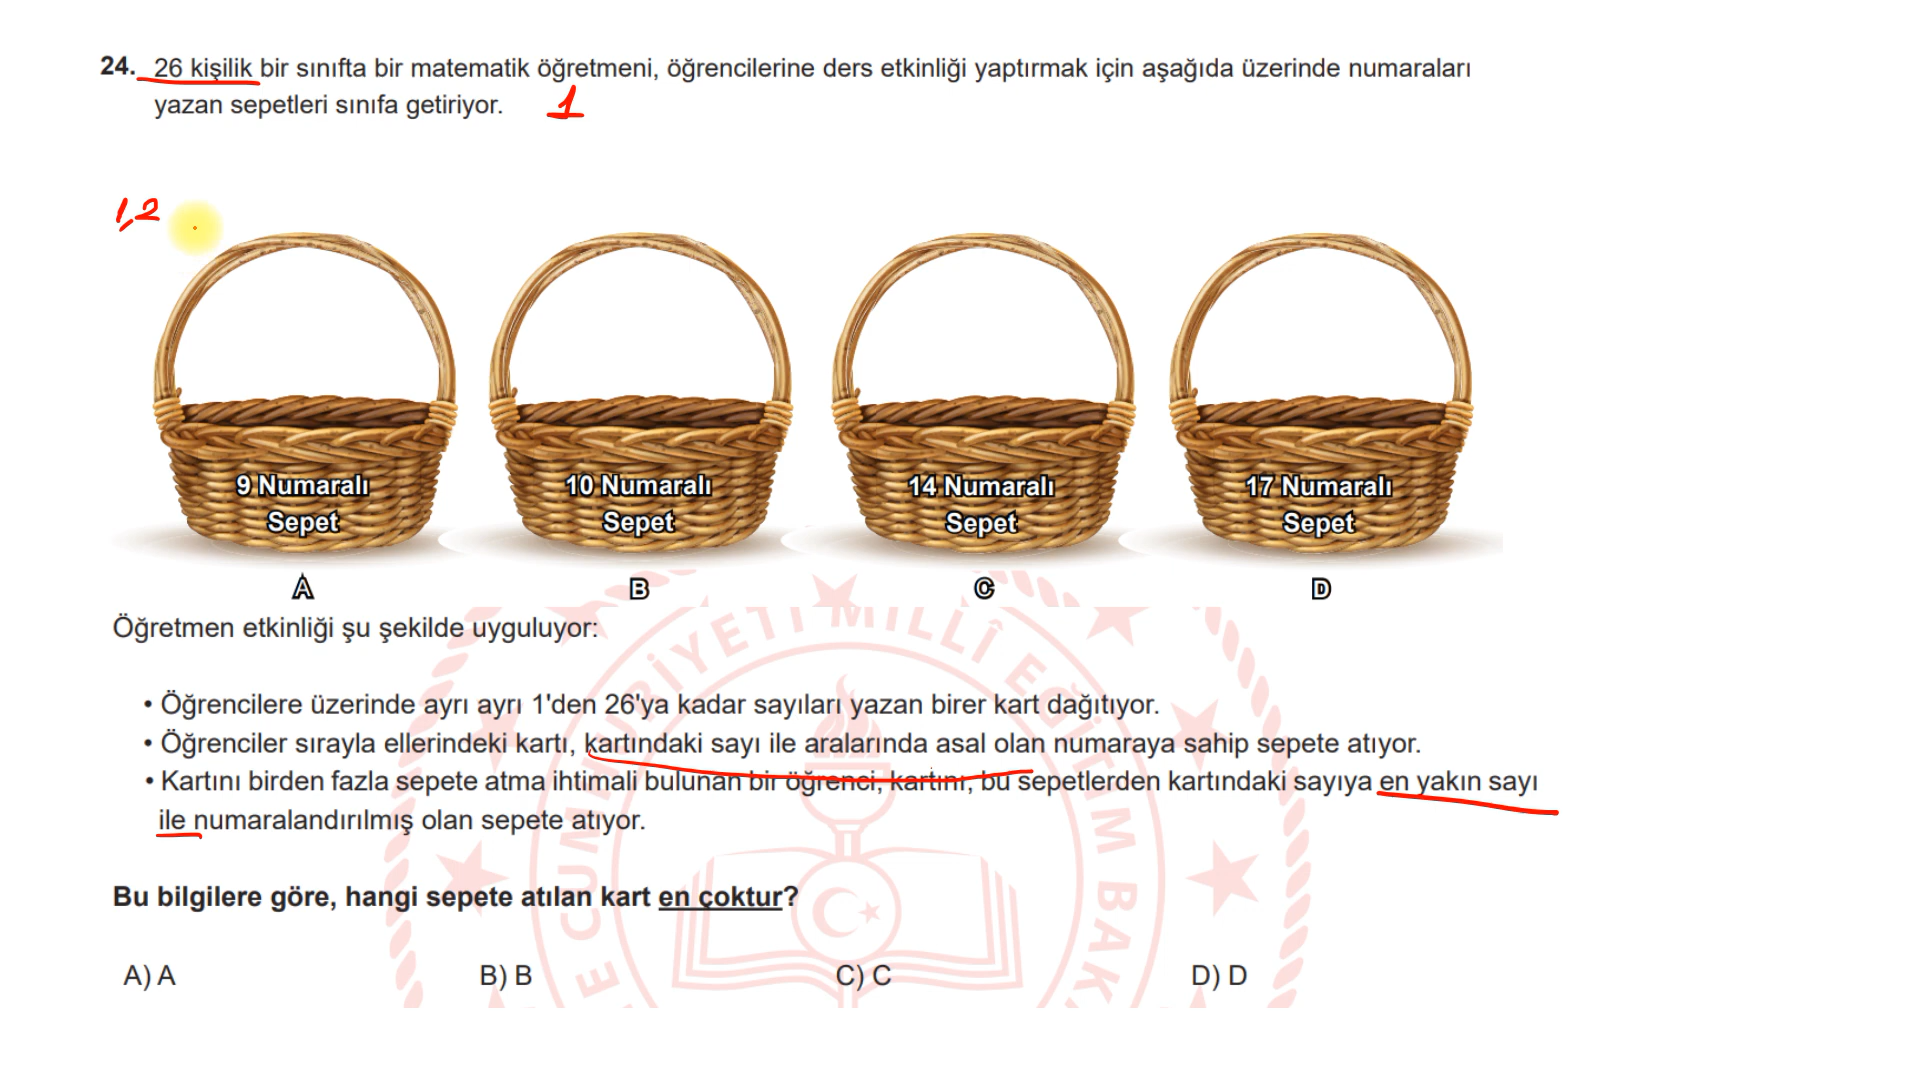 24. 26 kişilik bir sınıfta bir matematik öğretmeni, öğrencilerine ders etkinliği yaptırmak için aşağıda üzerinde numaraları
yazan sepetleri sınıfa getiriyor. 1
1,2
9 Numaralı
Sepet
10 Numaralı
Sepet
14 Numaralı
Sepet
17 Numaralı
Sepet
A B C D
Öğretmen etkinliği şu şekilde uyguluyor:
• Öğrencilere üzerinde ayrı ayrı 1'den 26'ya kadar sayıları yazan birer kart dağıtıyor.
• Öğrenciler sırayla ellerindeki kartı, kartındaki sayı ile aralarında asal olan numaraya sahip sepete atıyor.
• Kartını birden fazla sepete atma ihtimali bulunan bir öğrenci, kartını, bu sepetlerden kartındaki sayıya en yakın sayı
ile numaralandırılmış olan sepete atıyor.
Bu bilgilere göre, hangi sepete atılan kart en çoktur?
A) A B) B C) C D) D